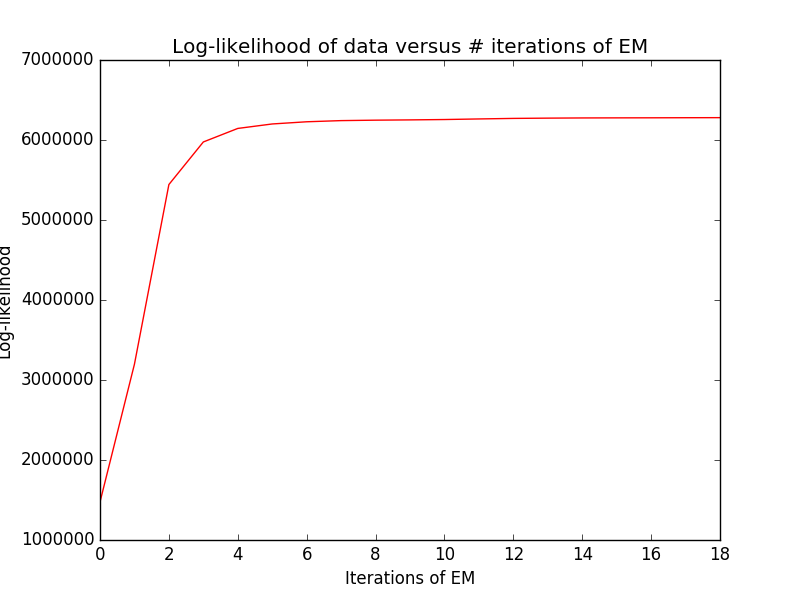 Log-likelihood of data versus # iterations of EM
7000000
6000000
5000000
4000000
3000000
2000000
1000000
Log-likelihood
0 2 4 6 8 10 12 14 16 18
Iterations of EM